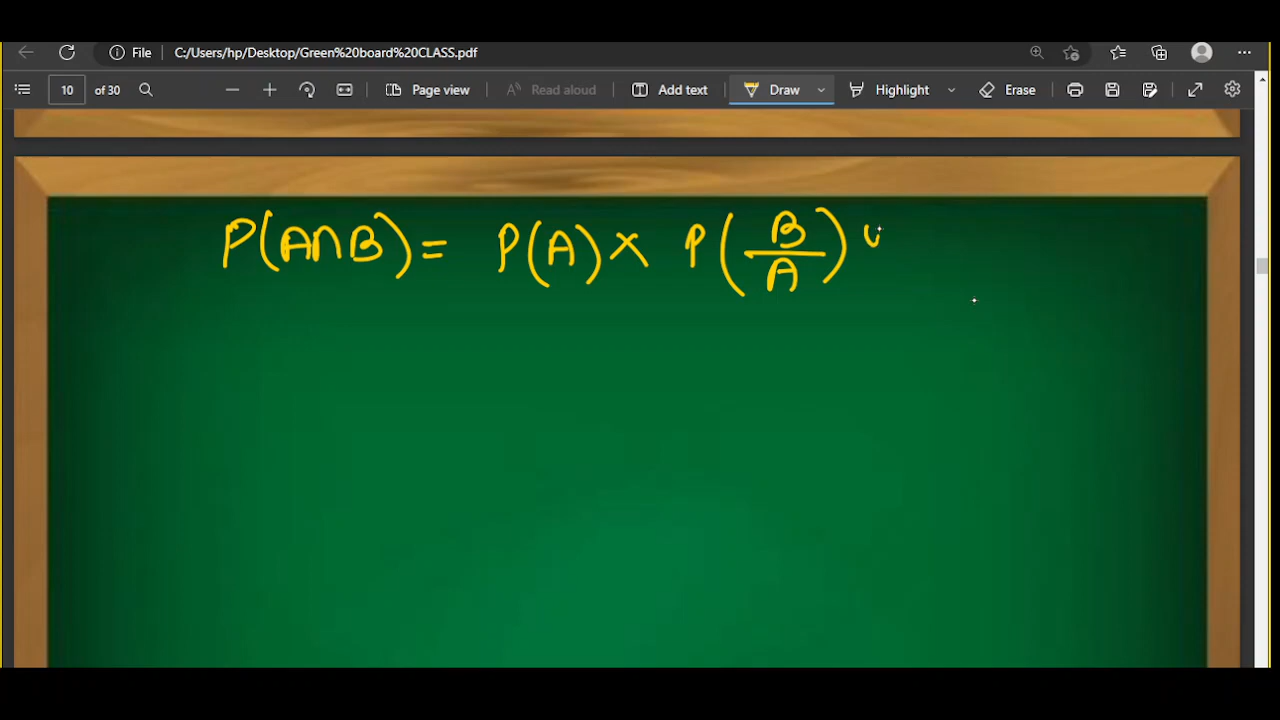 File C:/Users/hp/Desktop/Green%20board%20CLASS.pdf
10 of 30 Page view Read aloud Add text Draw Highlight Erase
P(A∩B) = P(A) × P(B/A)